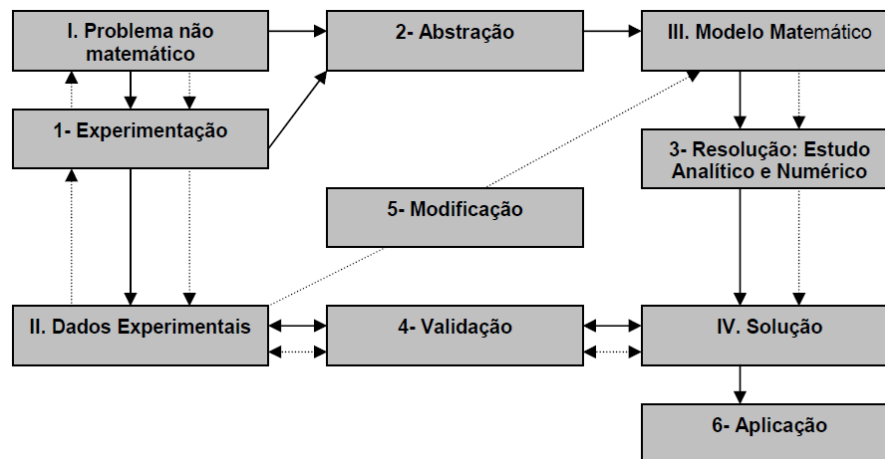 I. Problema não
matemático
2- Abstração
III. Modelo Matemático
1- Experimentação
3- Resolução: Estudo
Analítico e Numérico
5- Modificação
II. Dados Experimentais
4- Validação
IV. Solução
6- Aplicação